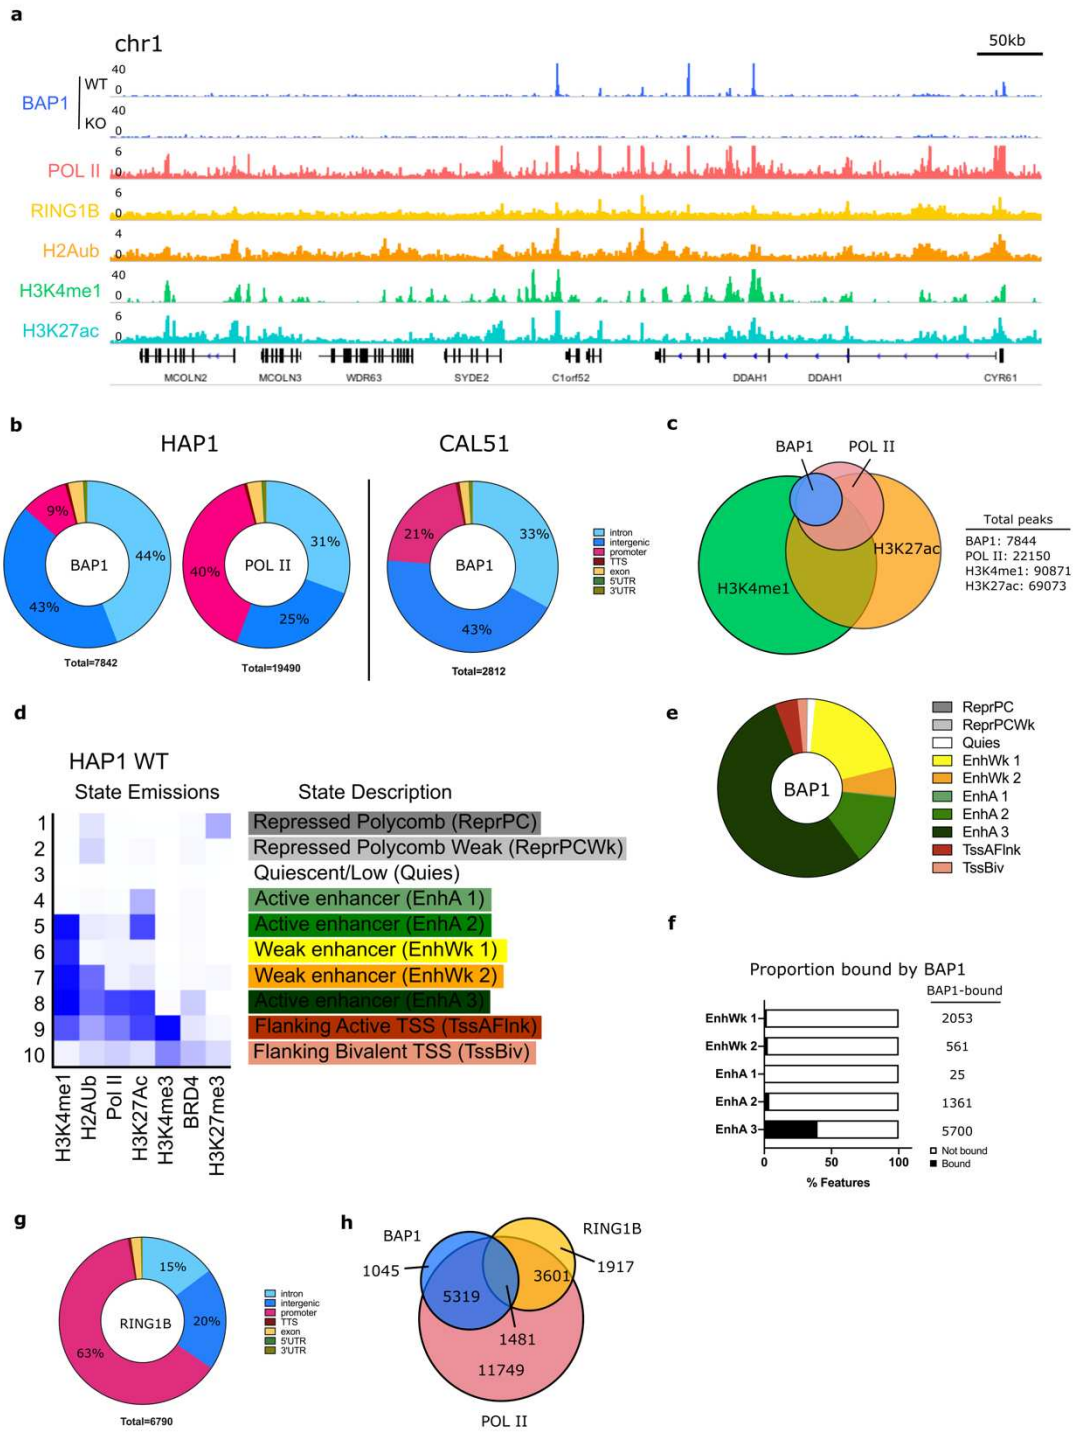 a
chr1
50kb
BAP1
WT
40
0
KO
40
0
POL II
6
0
RING1B
6
0
H2Aub
4
0
H3K4me1
40
0
H3K27ac
6
0
MCOLN2 MCOLN3 WDR63 SYDE2 C1orf52 DDAH1 DDAH1 CYR61
b
HAP1
CAL51
BAP1
9%
44%
43%
Total=7842
POL II
40%
31%
25%
Total=19490
BAP1
21%
33%
43%
Total=2812
intron
intergenic
promoter
TTS
exon
5'UTR
3'UTR
c
BAP1
POL II
H3K4me1
H3K27ac
Total peaks
BAP1: 7844
POL II: 22150
H3K4me1: 90871
H3K27ac: 69073
d
HAP1 WT
State Emissions
State Description
1 Repressed Polycomb (ReprPC)
2 Repressed Polycomb Weak (ReprPCWk)
3 Quiescent/Low (Quies)
4 Active enhancer (EnhA 1)
5 Active enhancer (EnhA 2)
6 Weak enhancer (EnhWk 1)
7 Weak enhancer (EnhWk 2)
8 Active enhancer (EnhA 3)
9 Flanking Active TSS (TssAFlnk)
10 Flanking Bivalent TSS (TssBiv)
H3K4me1
H2AUb
Pol II
H3K27Ac
H3K4me3
BRD4
H3K27me3
e
BAP1
ReprPC
ReprPCWk
Quies
EnhWk 1
EnhWk 2
EnhA 1
EnhA 2
EnhA 3
TssAFlnk
TssBiv
f
Proportion bound by BAP1
BAP1-bound
EnhWk 1 2053
EnhWk 2 561
EnhA 1 25
EnhA 2 1361
EnhA 3 5700
0 50 100
% Features
Not bound
Bound
g
RING1B
15%
20%
63%
Total=6790
intron
intergenic
promoter
TTS
exon
5'UTR
3'UTR
h
BAP1
RING1B
1045
1917
3601
5319
1481
11749
POL II